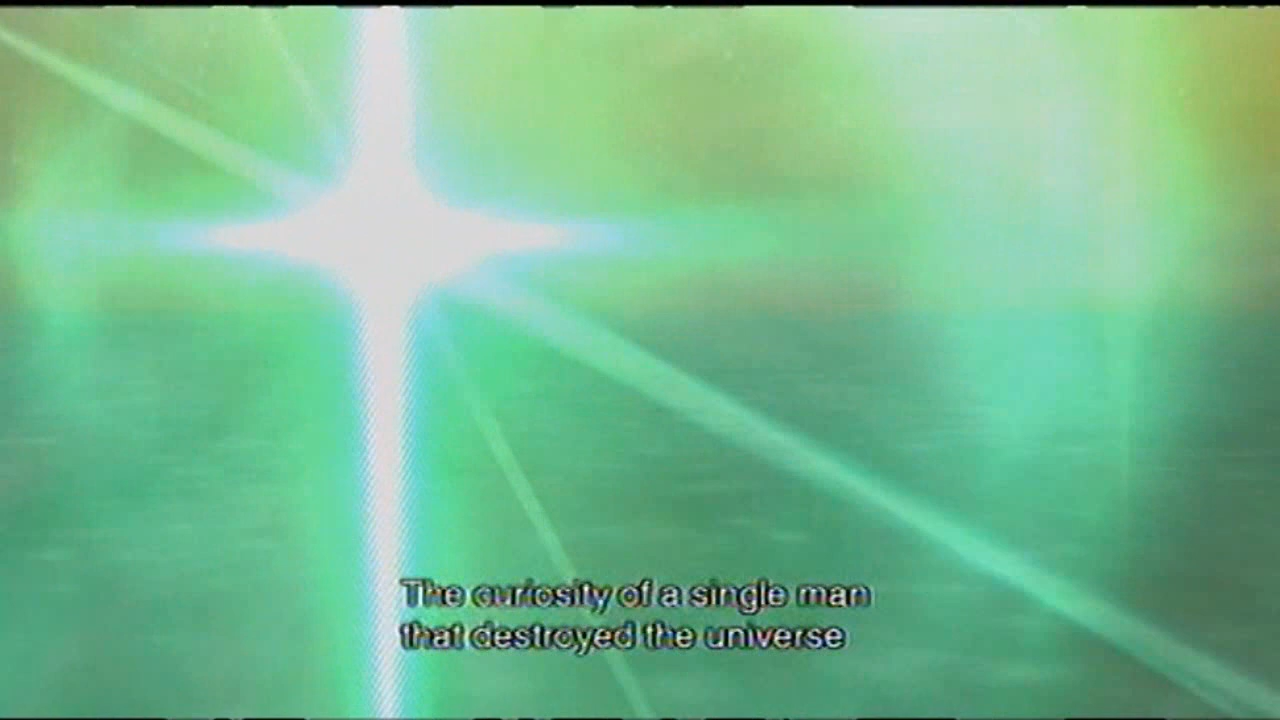 The curiosity of a single man
that destroyed the universe